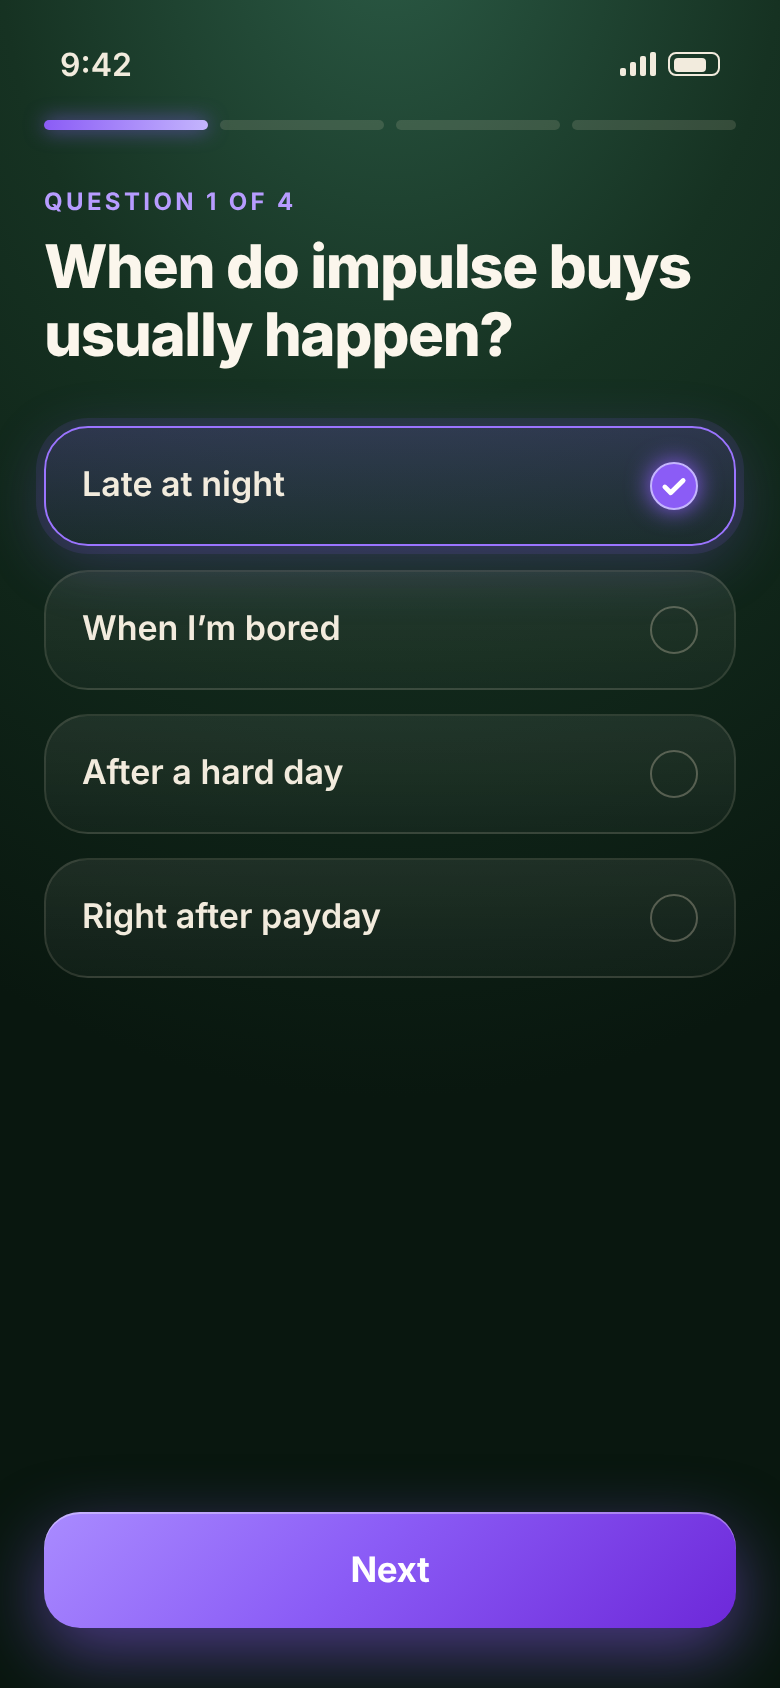 9:42
QUESTION 1 OF 4
When do impulse buys
usually happen?
Late at night
When I’m bored
After a hard day
Right after payday
Next